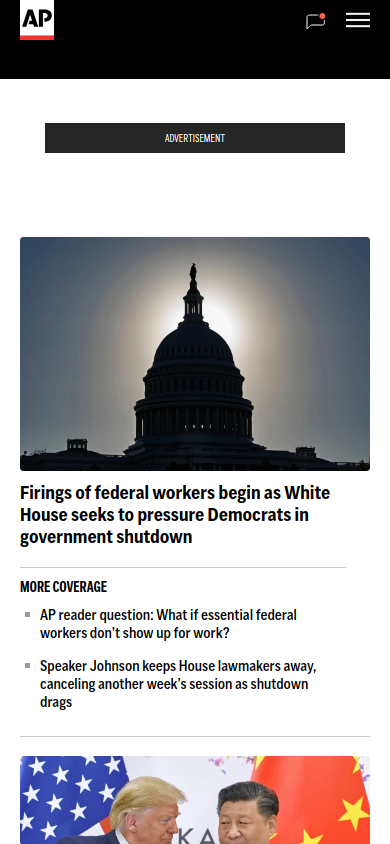 AP
ADVERTISEMENT
Firings of federal workers begin as White
House seeks to pressure Democrats in
government shutdown
MORE COVERAGE
AP reader question: What if essential federal
workers don't show up for work?
Speaker Johnson keeps House lawmakers away,
canceling another week's session as shutdown
drags
KA